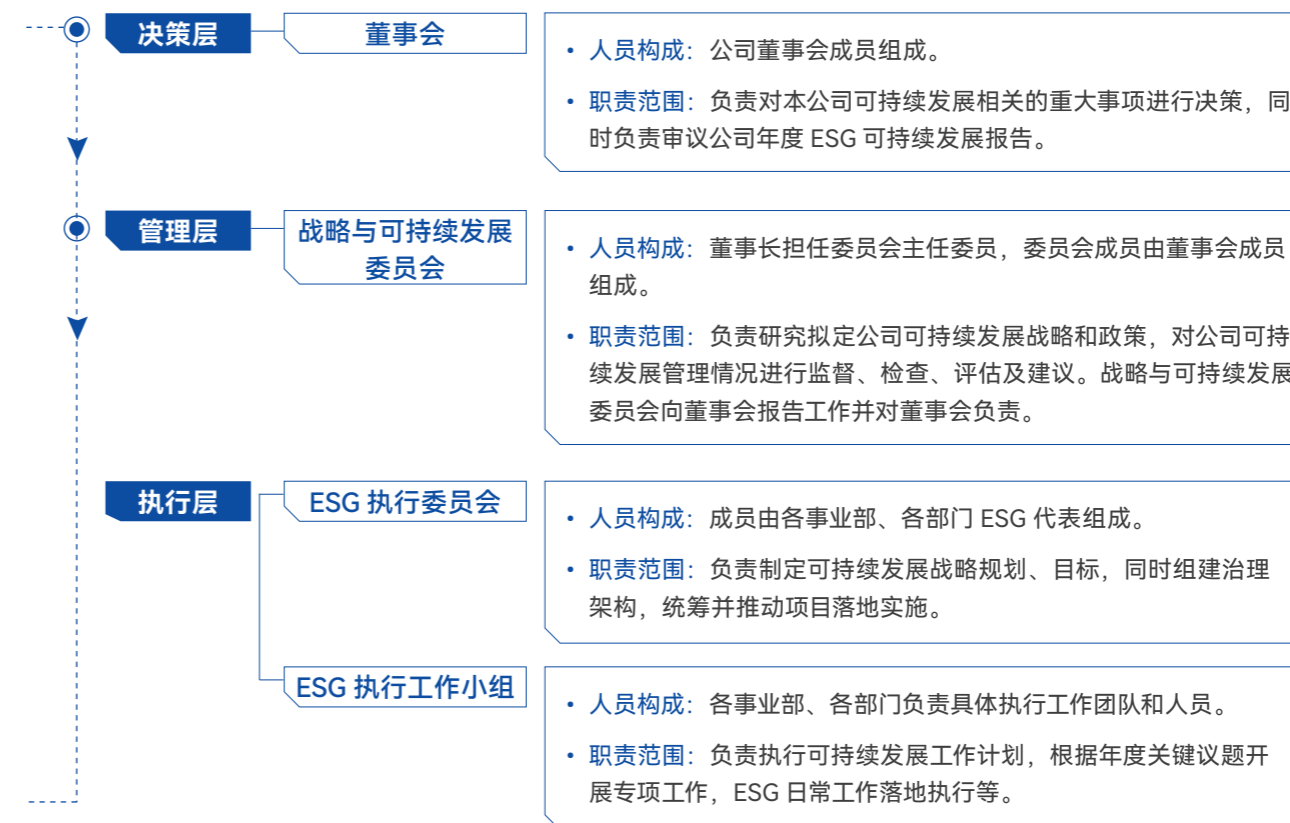 决策层
董事会
• 人员构成：公司董事会成员组成。
• 职责范围：负责对本公司可持续发展相关的重大事项进行决策，同
时负责审议公司年度 ESG 可持续发展报告。
管理层
战略与可持续发展
委员会
• 人员构成：董事长担任委员会主任委员，委员会成员由董事会成员
组成。
• 职责范围：负责研究拟定公司可持续发展战略和政策，对公司可持
续发展管理情况进行监督、检查、评估及建议。战略与可持续发展
委员会向董事会报告工作并对董事会负责。
执行层
ESG 执行委员会
• 人员构成：成员由各事业部、各部门 ESG 代表组成。
• 职责范围：负责制定可持续发展战略规划、目标，同时组建治理
架构，统筹并推动项目落地实施。
ESG 执行工作小组
• 人员构成：各事业部、各部门负责具体执行工作团队和人员。
• 职责范围：负责执行可持续发展工作计划，根据年度关键议题开
展专项工作，ESG 日常工作落地执行等。